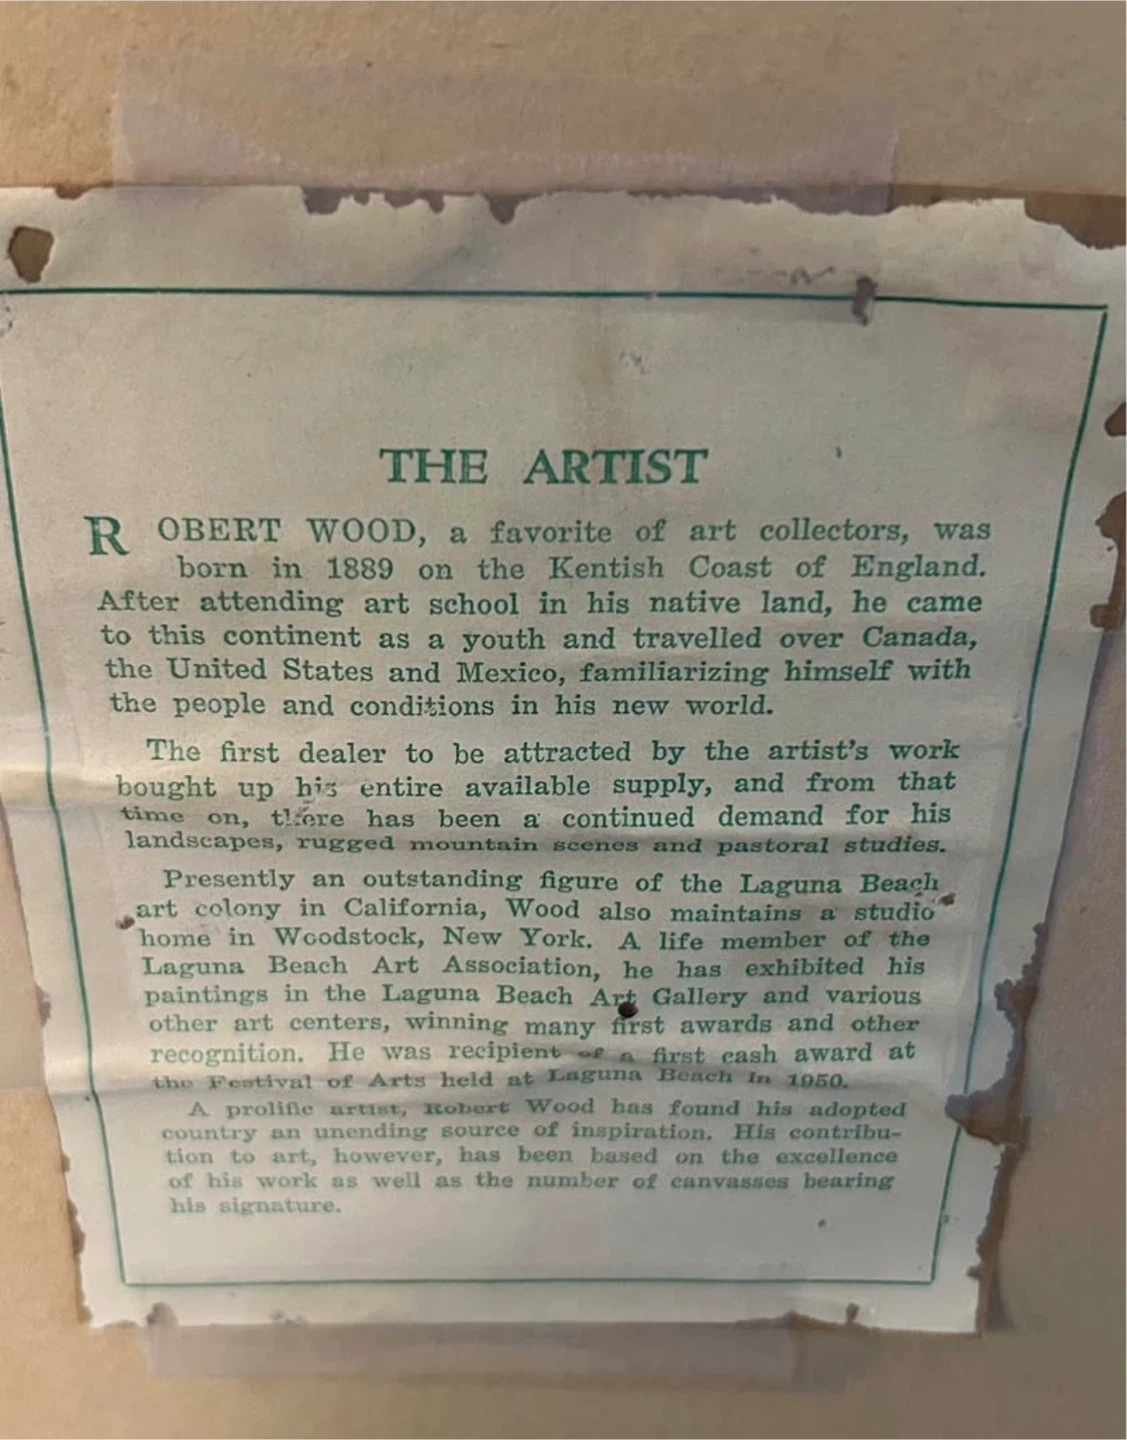 THE ARTIST
ROBERT WOOD, a favorite of art collectors, was
born in 1889 on the Kentish Coast of England.
After attending art school in his native land, he came
to this continent as a youth and travelled over Canada,
the United States and Mexico, familiarizing himself with
the people and conditions in his new world.
The first dealer to be attracted by the artist's work
bought up his entire available supply, and from that
time on, there has been a continued demand for his
landscapes, rugged mountain scenes and pastoral studies.
Presently an outstanding figure of the Laguna Beach
art colony in California, Wood also maintains a studio
home in Woodstock, New York. A life member of the
Laguna Beach Art Association, he has exhibited his
paintings in the Laguna Beach Art Gallery and various
other art centers, winning many first awards and other
recognition. He was recipient of a first cash award at
the Festival of Arts held at Laguna Beach in 1950.
A prolific artist, Robert Wood has found his adopted
country an unending source of inspiration. His contribu-
tion to art, however, has been based on the excellence
of his work as well as the number of canvasses bearing
his signature.